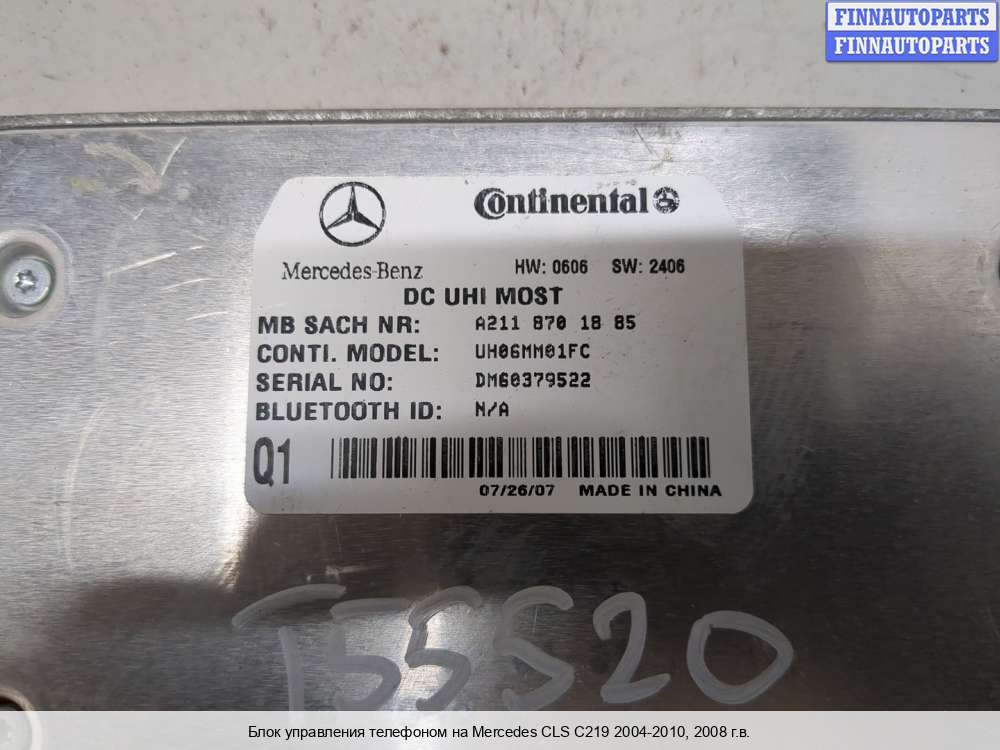 FINNAUTOPARTS
FINNAUTOPARTS
Continental
Mercedes-Benz
HW: 0606 SW: 2406
DC UHI MOST
MB SACH NR: A211 870 18 85
CONTI. MODEL: UH06MM01FC
SERIAL NO: DM60379522
BLUETOOTH ID: N/A
Q1
07/26/07 MADE IN CHINA
T55S20
Блок управления телефоном на Mercedes CLS C219 2004-2010, 2008 г.в.